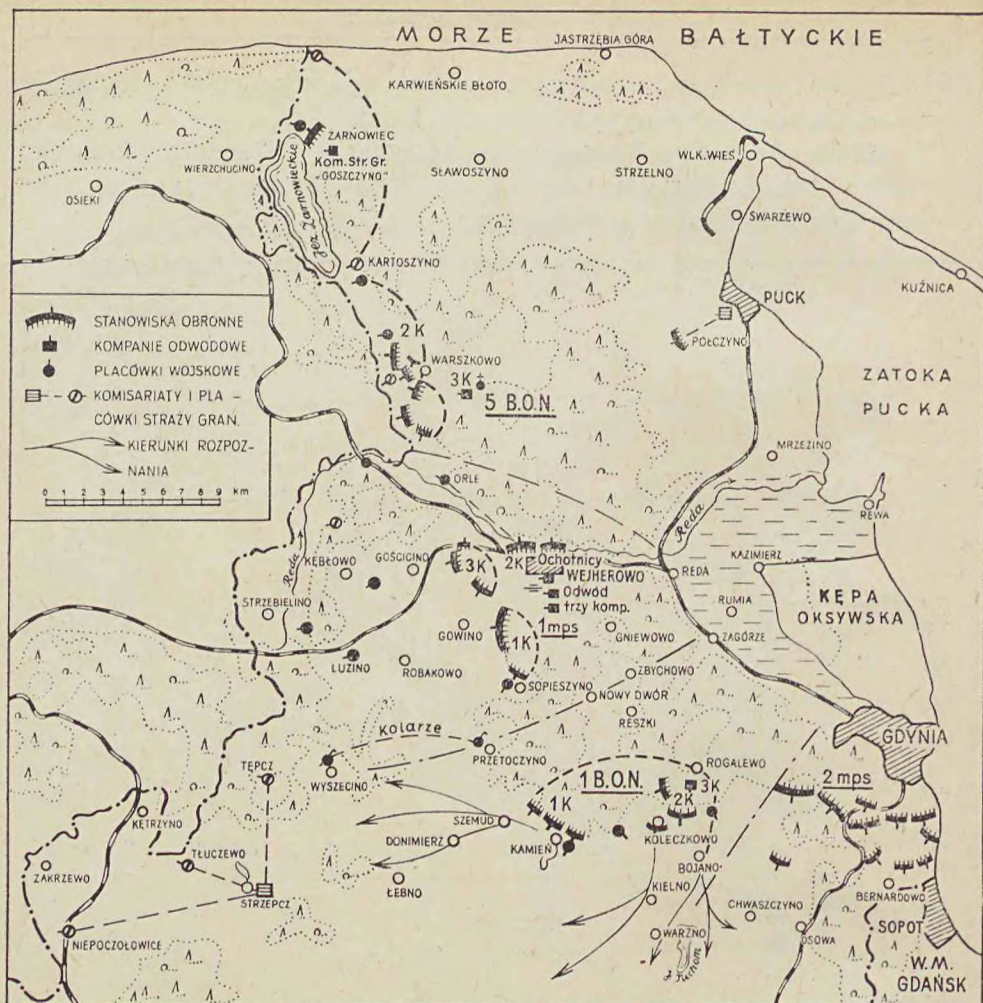 MORZE BAŁTYCKIE
JASTRZĘBIA GÓRA
KARWIEŃSKIE BŁOTO
ŻARNOWIEC
Kom. Str. Gr.
"GOSZCZYNO"
WIERZCHUCINO
SŁAWOSZYNO
STRZELNO
WLK. WIEŚ
OSIEKI
Jez. Żarnowieckie
SWARZEWO
KARTOSZYNO
KUŹNICA
PUCK
STANOWISKA OBRONNE
KOMPANIE ODWODOWE
PLACÓWKI WOJSKOWE
KOMISARIATY I PLA -
CÓWKI STRAŻY GRAN.
KIERUNKI ROZPOZ-
NANIA
0 1 2 3 4 5 6 7 8 9 km
2K
WARSZKOWO
3K
5 B.O.N.
POŁCZYNO
ZATOKA
PUCKA
MRZEZINO
ORLE
Reda
REWA
Reda
KĘBŁOWO
GOŚCICINO
3K
2K
Ochotnicy
WEJHEROWO
Odwód
trzy komp.
1mps
REDA
KAZIMIERZ
RUMIA
KĘPA
OKSYWSKA
STRZEBIELINO
GOWINO
1K
GNIEWOWO
ZAGÓRZE
LUZINO
ROBAKOWO
SOPIESZYNO
ZBYCHOWO
NOWY DWÓR
RESZKI
Kolarze
PRZETOCZYNO
GDYNIA
TĘPCZ
WYSZECINO
1 B.O.N.
ROGALEWO
3K
2K
2 mps
KĘTRZYNO
SZEMUD
1K
KOLECZKOWO
DONIMIERZ
KAMIEŃ
BOJANO
ZAKRZEWO
TŁUCZEWO
ŁEBNO
KIELNO
STRZEPCZ
CHWASZCZYNO
BERNARDOWO
NIEPOCZOŁOWICE
WARZNO
OSOWA
SOPOT
W.M.
GDAŃSK